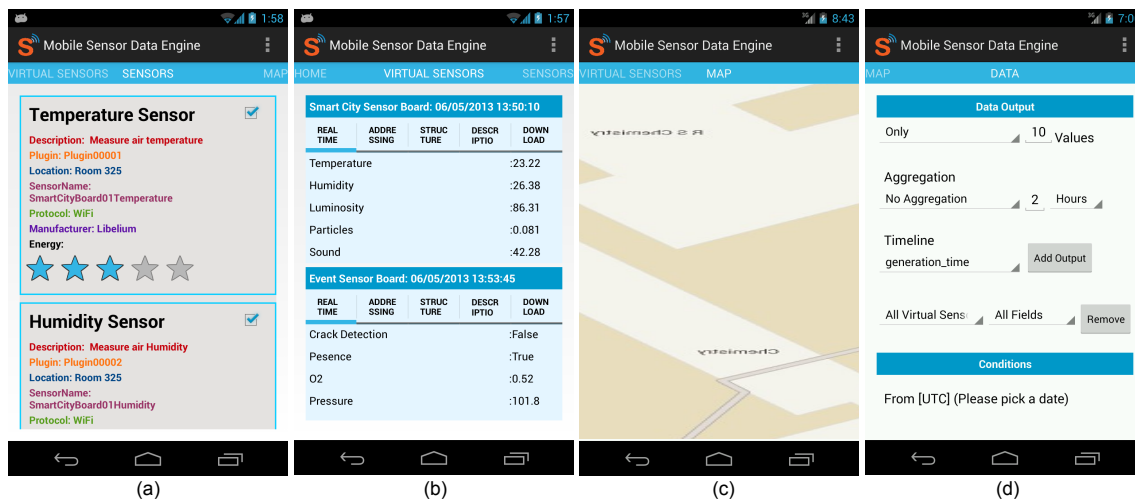 1:58
Mobile Sensor Data Engine
VIRTUAL SENSORS SENSORS MAP
Temperature Sensor
Description: Measure air temperature
Plugin: Plugin00001
Location: Room 325
SensorName:
SmartCityBoard01Temperature
Protocol: WiFi
Manufacturer: Libelium
Energy:
Humidity Sensor
Description: Measure air Humidity
Plugin: Plugin00002
Location: Room 325
SensorName:
SmartCityBoard01Humidity
Protocol: WiFi
(a)
1:57
Mobile Sensor Data Engine
HOME VIRTUAL SENSORS SENSORS
Smart City Sensor Board: 06/05/2013 13:50:10
REAL ADDRE STRUC DESCR DOWN
TIME SSING TURE IPTIO LOAD
Temperature :23.22
Humidity :26.38
Luminosity :86.31
Particles :0.081
Sound :42.28
Event Sensor Board: 06/05/2013 13:53:45
REAL ADDRE STRUC DESCR DOWN
TIME SSING TURE IPTIO LOAD
Crack Detection :False
Pesence :True
O2 :0.52
Pressure :101.8
(b)
3G 8:43
Mobile Sensor Data Engine
VIRTUAL SENSORS MAP
R S Chemistry
Chemistry
(c)
3G 7:0
Mobile Sensor Data Engine
MAP DATA
Data Output
Only 10 Values
Aggregation
No Aggregation 2 Hours
Timeline
generation_time Add Output
All Virtual Sens All Fields Remove
Conditions
From [UTC] (Please pick a date)
(d)